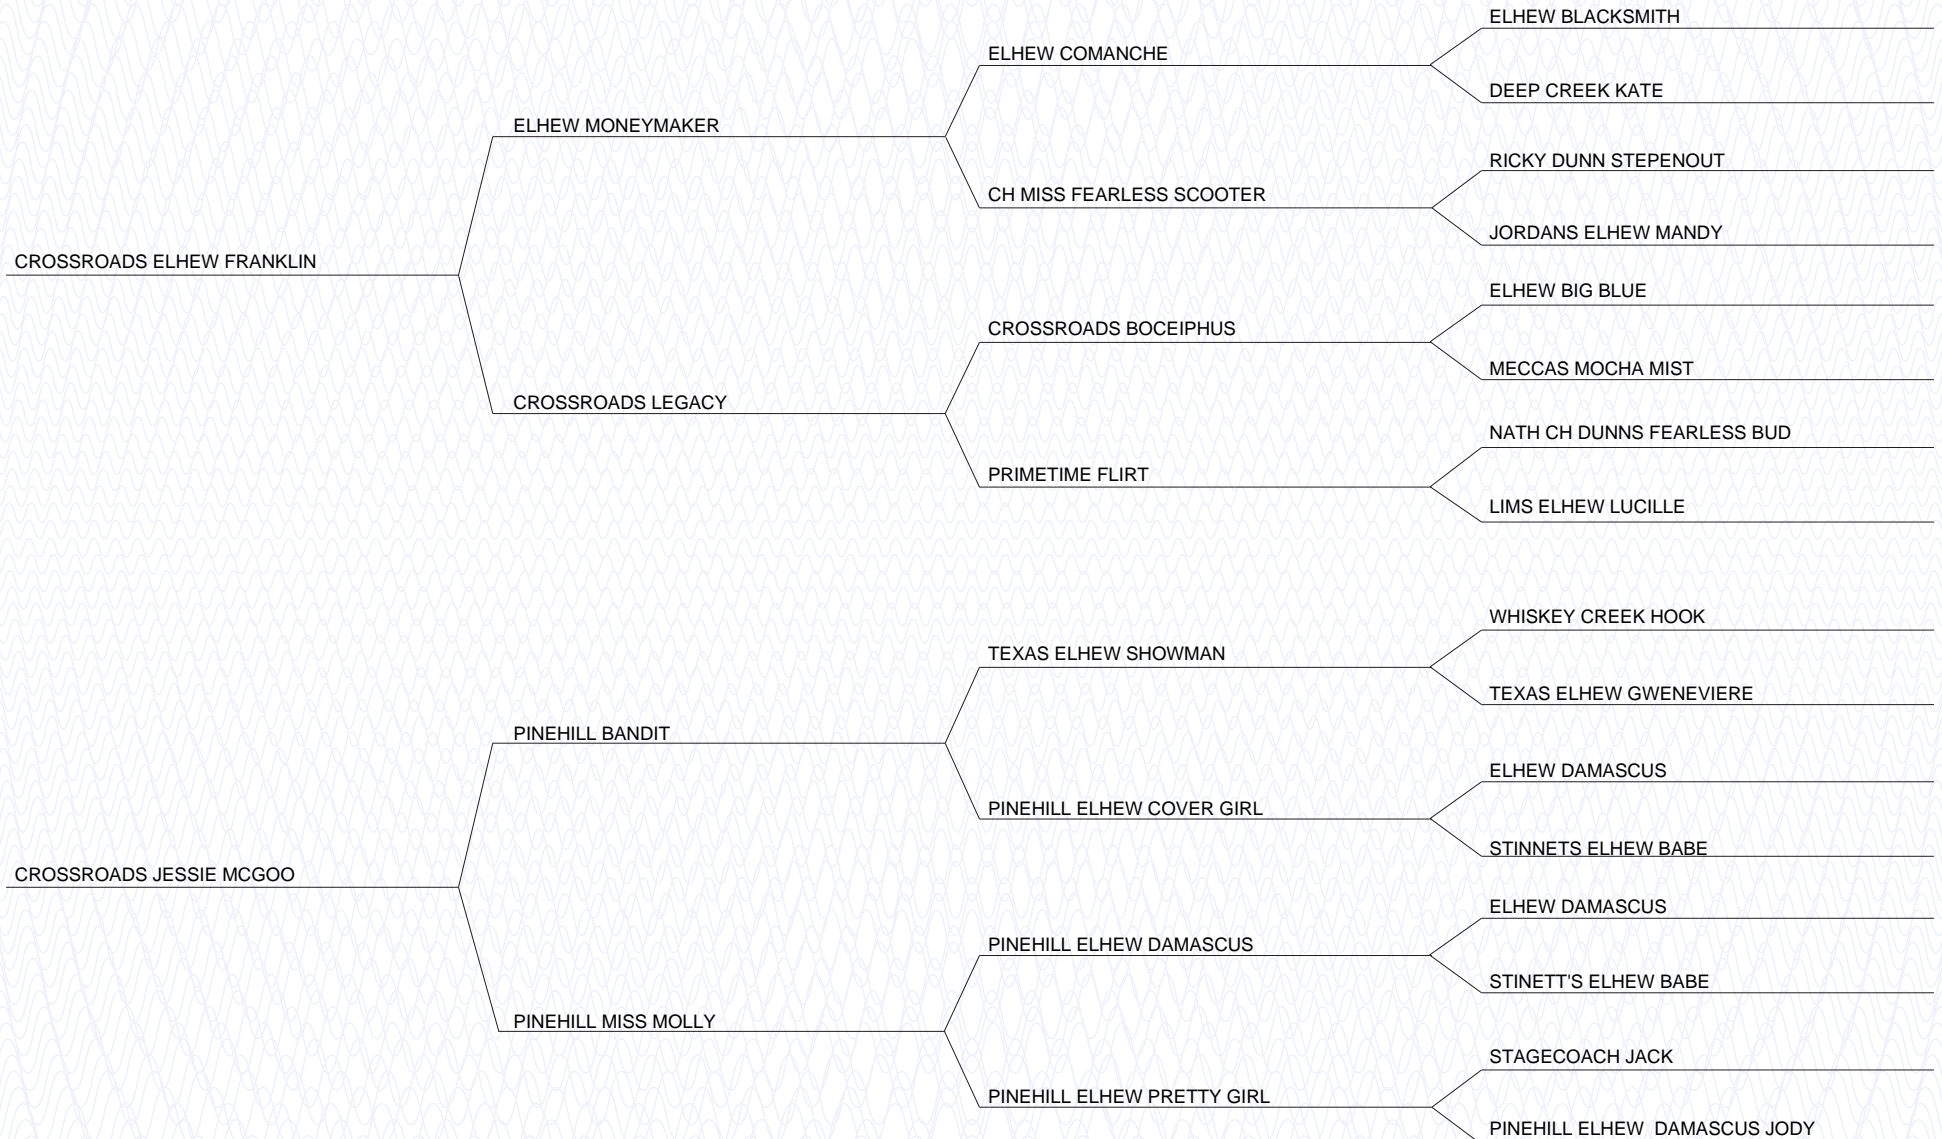 ELHEW BLACKSMITH
ELHEW COMANCHE
DEEP CREEK KATE
ELHEW MONEYMAKER
RICKY DUNN STEPENOUT
CH MISS FEARLESS SCOOTER
JORDANS ELHEW MANDY
CROSSROADS ELHEW FRANKLIN
ELHEW BIG BLUE
CROSSROADS BOCEIPHUS
MECCAS MOCHA MIST
CROSSROADS LEGACY
NATH CH DUNNS FEARLESS BUD
PRIMETIME FLIRT
LIMS ELHEW LUCILLE
WHISKEY CREEK HOOK
TEXAS ELHEW SHOWMAN
TEXAS ELHEW GWENEVIERE
PINEHILL BANDIT
ELHEW DAMASCUS
PINEHILL ELHEW COVER GIRL
STINNETS ELHEW BABE
CROSSROADS JESSIE MCGOO
ELHEW DAMASCUS
PINEHILL ELHEW DAMASCUS
STINETT'S ELHEW BABE
PINEHILL MISS MOLLY
STAGECOACH JACK
PINEHILL ELHEW PRETTY GIRL
PINEHILL ELHEW  DAMASCUS JODY